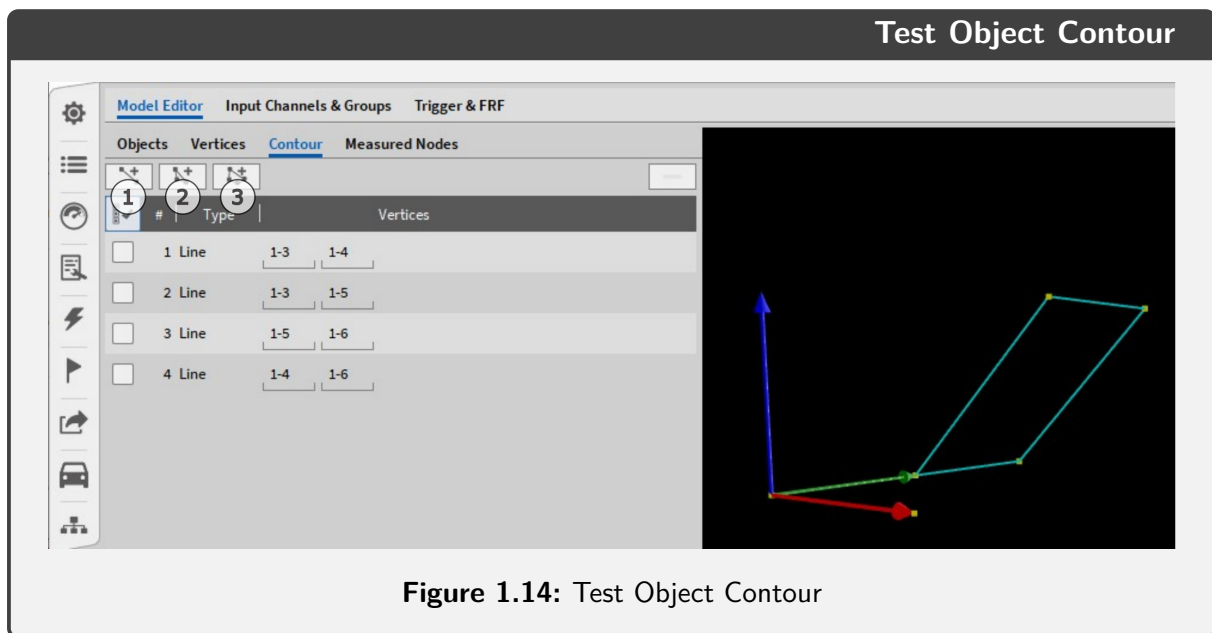 Test Object Contour
Model Editor Input Channels & Groups Trigger & FRF
Objects Vertices Contour Measured Nodes
1 2 3
# Type Vertices
1 Line 1-3 1-4
2 Line 1-3 1-5
3 Line 1-5 1-6
4 Line 1-4 1-6
Figure 1.14: Test Object Contour